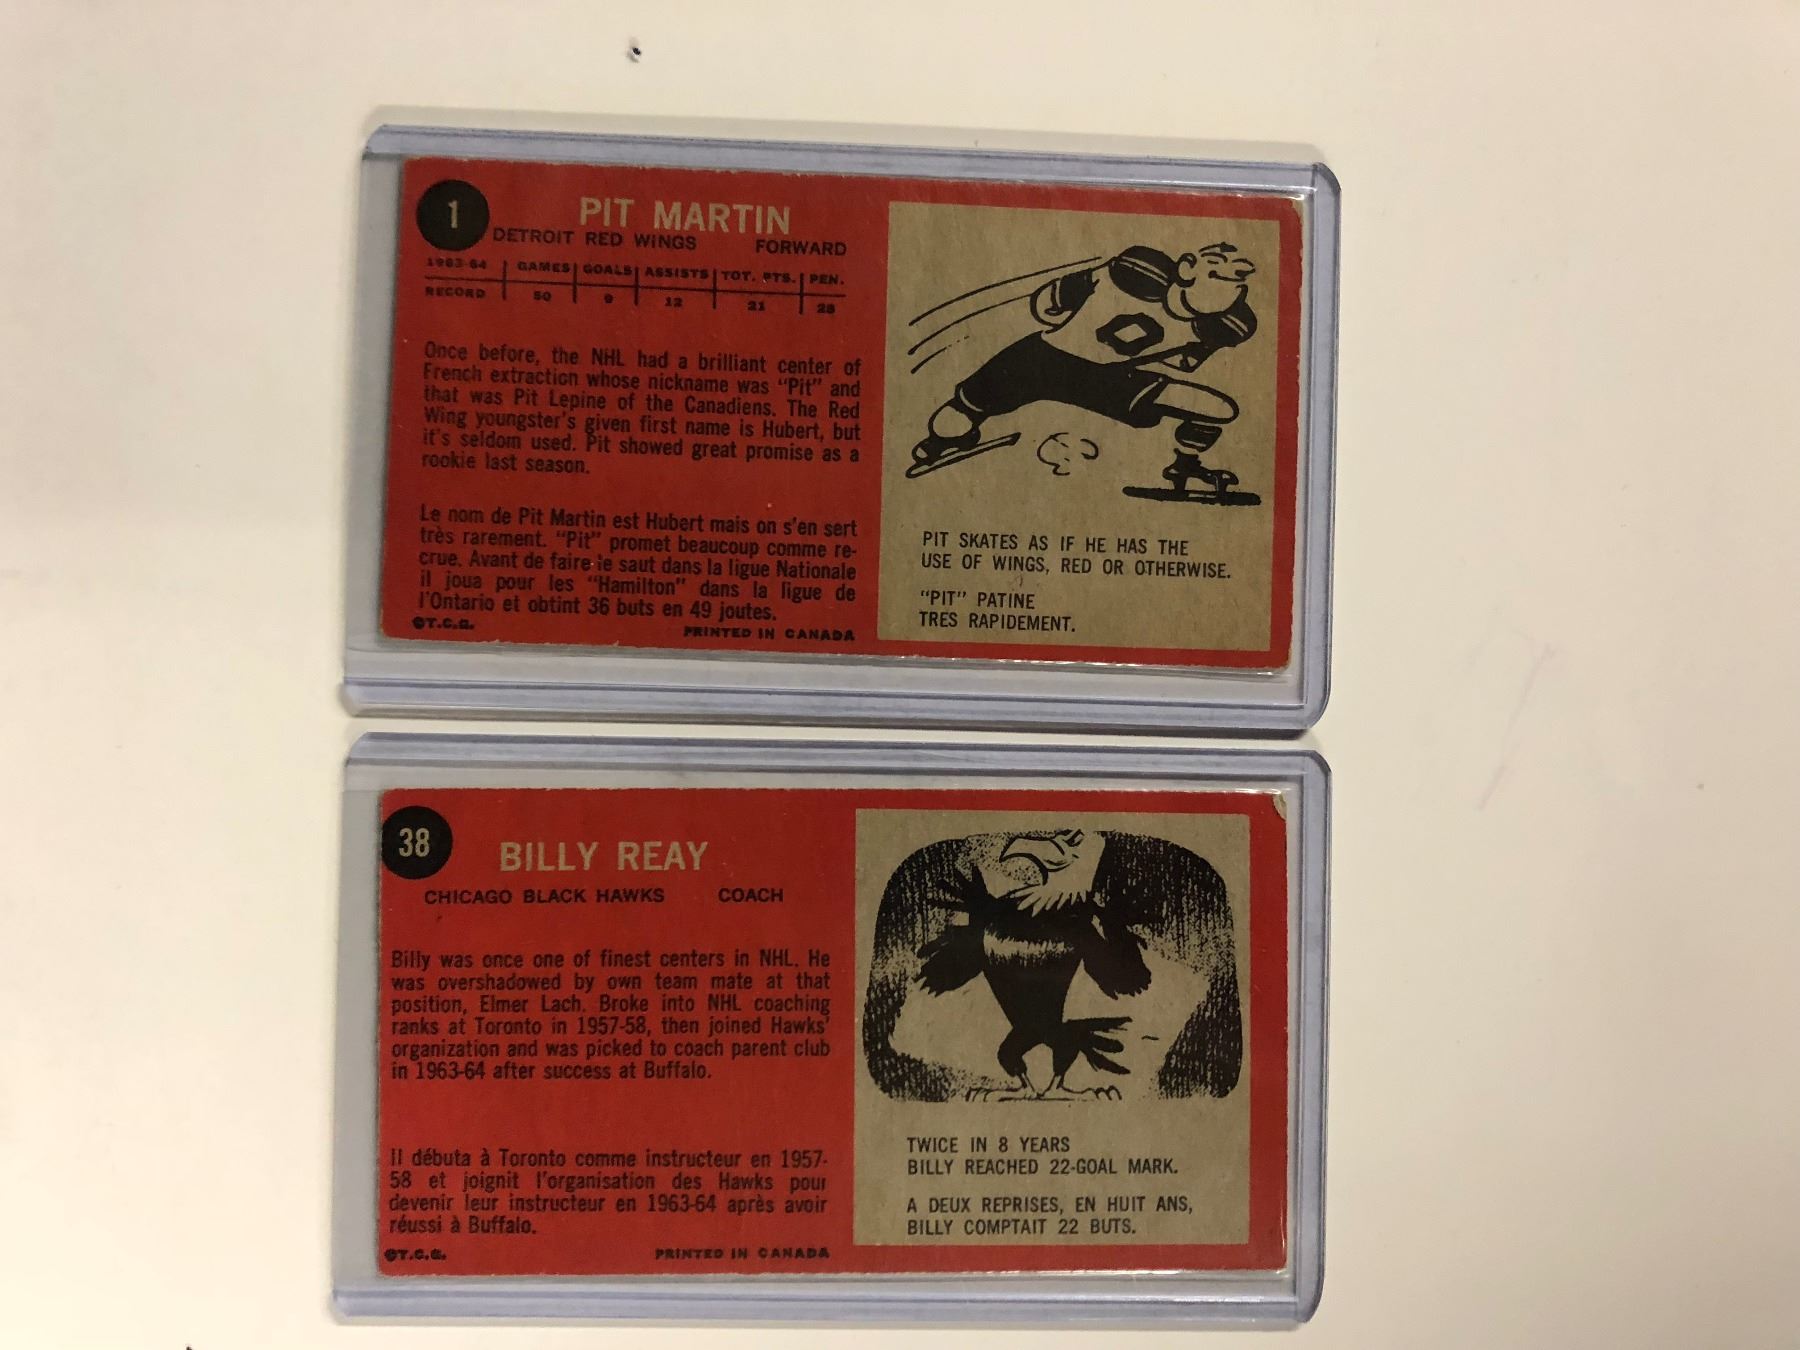 1
PIT MARTIN
DETROIT RED WINGS FORWARD
1963-64 GAMES GOALS ASSISTS TOT. PTS. PEN.
RECORD 50 9 12 21 28
Once before, the NHL had a brilliant center of
French extraction whose nickname was "Pit" and
that was Pit Lepine of the Canadiens. The Red
Wing youngster's given first name is Hubert, but
it's seldom used. Pit showed great promise as a
rookie last season.
Le nom de Pit Martin est Hubert mais on s'en sert
très rarement. "Pit" promet beaucoup comme re-
crue. Avant de faire le saut dans la ligue Nationale
il joua pour les "Hamilton" dans la ligue de
l'Ontario et obtint 36 buts en 49 joutes.
©T.C.G. PRINTED IN CANADA
PIT SKATES AS IF HE HAS THE
USE OF WINGS, RED OR OTHERWISE.
"PIT" PATINE
TRES RAPIDEMENT.
38
BILLY REAY
CHICAGO BLACK HAWKS COACH
Billy was once one of finest centers in NHL. He
was overshadowed by own team mate at that
position, Elmer Lach. Broke into NHL coaching
ranks at Toronto in 1957-58, then joined Hawks'
organization and was picked to coach parent club
in 1963-64 after success at Buffalo.
Il débuta à Toronto comme instructeur en 1957-
58 et joignit l'organisation des Hawks pour
devenir leur instructeur en 1963-64 après avoir
réussi à Buffalo.
©T.C.G. PRINTED IN CANADA
TWICE IN 8 YEARS
BILLY REACHED 22-GOAL MARK.
A DEUX REPRISES, EN HUIT ANS,
BILLY COMPTAIT 22 BUTS.